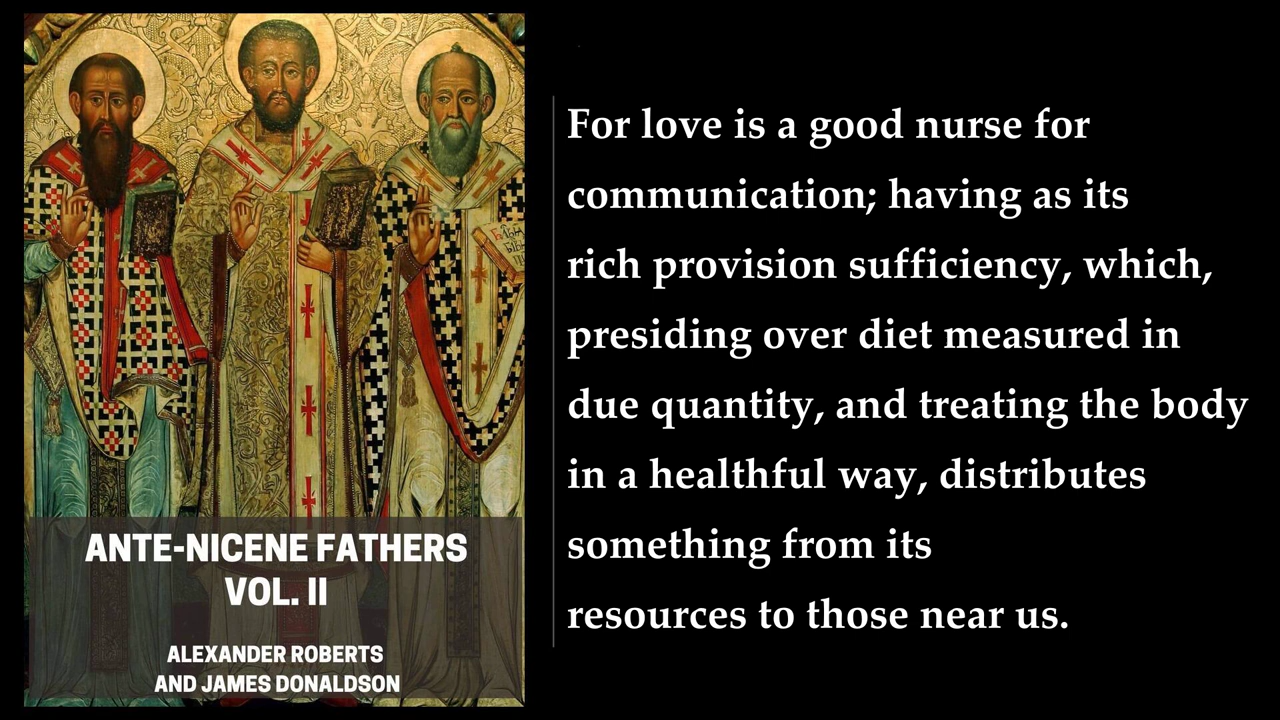 ANTE-NICENE FATHERS
VOL. II
ALEXANDER ROBERTS
AND JAMES DONALDSON
For love is a good nurse for
communication; having as its
rich provision sufficiency, which,
presiding over diet measured in
due quantity, and treating the body
in a healthful way, distributes
something from its
resources to those near us.